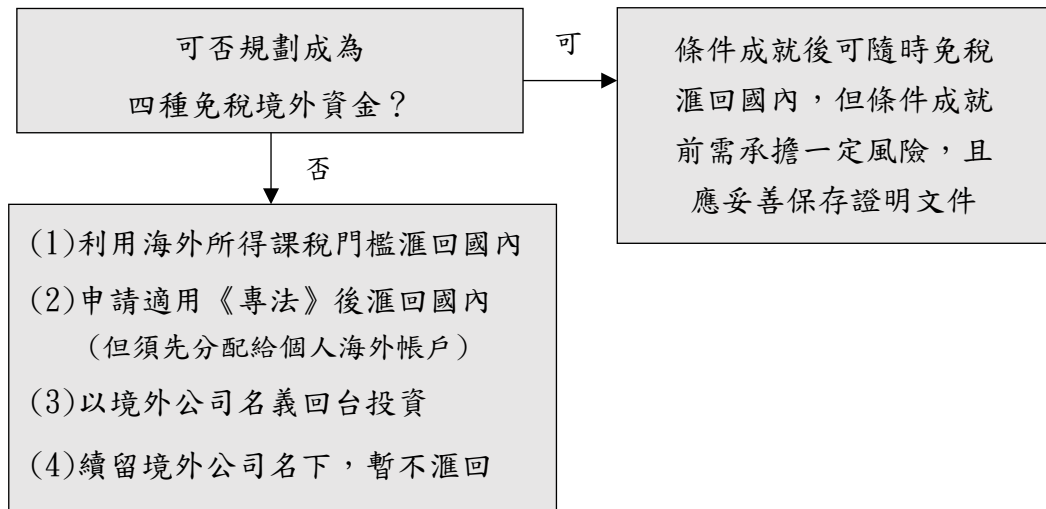 可否規劃成為
四種免稅境外資金？
可
條件成就後可隨時免稅
匯回國內，但條件成就
前需承擔一定風險，且
應妥善保存證明文件
否
(1)利用海外所得課稅門檻匯回國內
(2)申請適用《專法》後匯回國內
（但須先分配給個人海外帳戶）
(3)以境外公司名義回台投資
(4)續留境外公司名下，暫不匯回